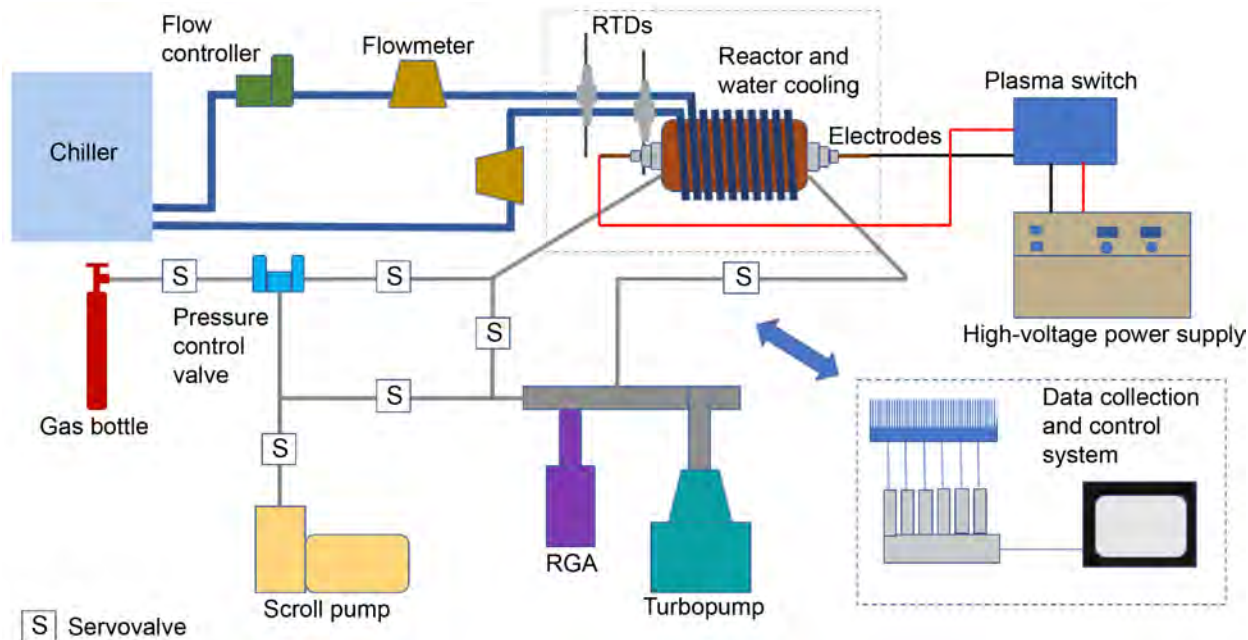 RTDs
Flow
controller
Flowmeter
Reactor and
water cooling
Plasma switch
Chiller
Electrodes
S
S
S
Pressure
control
valve
S
High-voltage power supply
Gas bottle
S
S
Data collection
and control
system
RGA
Scroll pump
Turbopump
S Servovalve